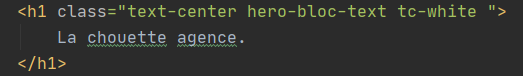 <h1 class="text-center hero-bloc-text tc-white ">
La chouette agence.
</h1>